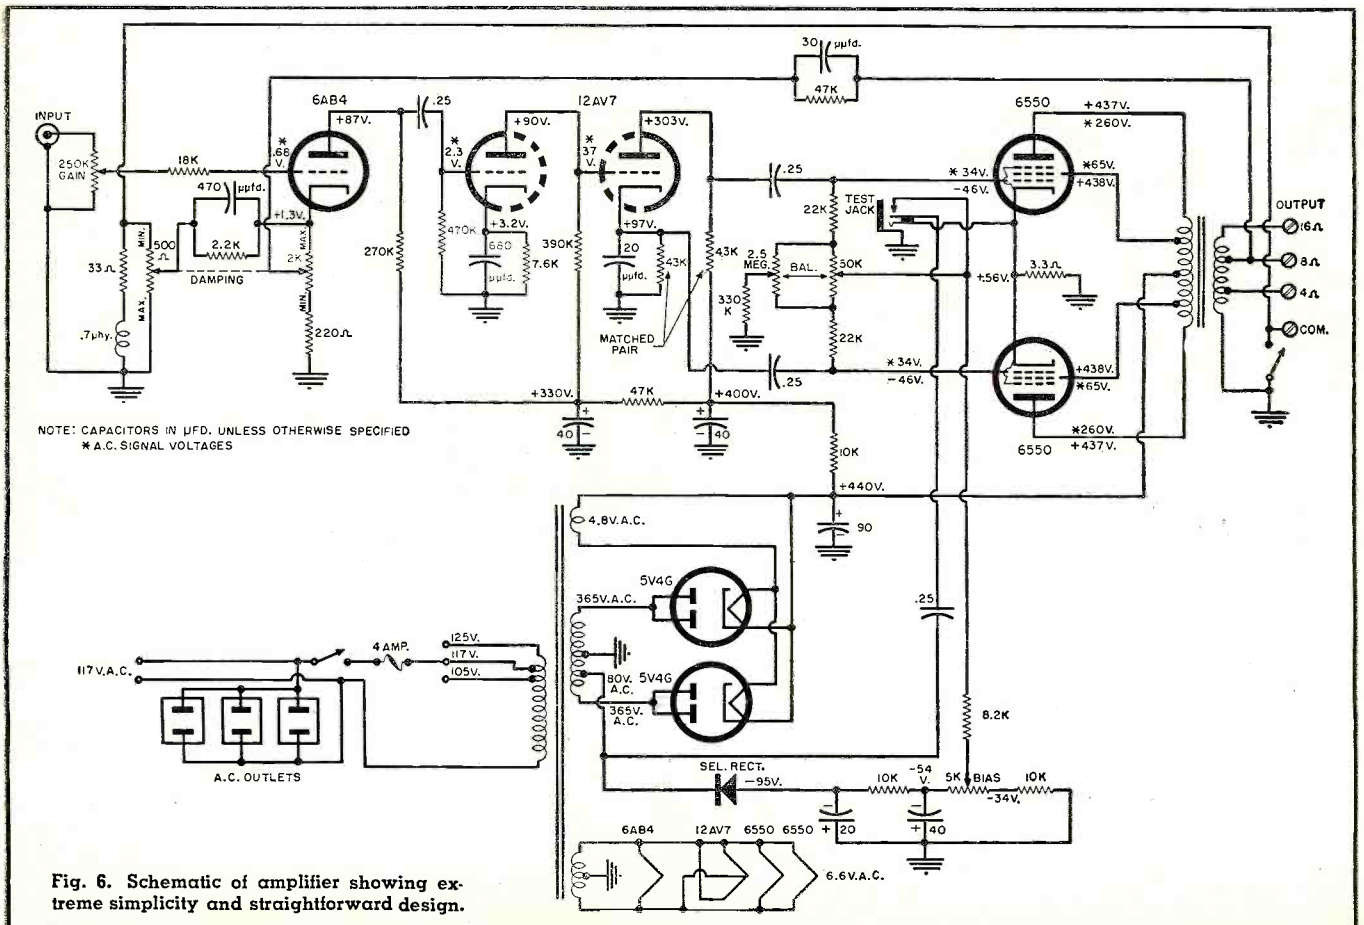 30 μμfd.
47K
INPUT
250K
GAIN
18K
470 μμfd.
2.2K
DAMPING
33Ω
.7μhy.
MIN.
500
Ω
MAX.
6AB4
+87V.
*
.68
V.
+1.3V.
MAX.
2K
MIN.
220Ω
.25
270K
*
2.3
V.
470K
12AV7
+90V.
+3.2V.
680
μμfd.
7.6K
390K
*
37
V.
+303V.
+97V.
20
μμfd.
43K
43K
MATCHED
PAIR
.25
22K
2.5
MEG.
BAL.
50K
330
K
22K
.25
TEST
JACK
* 34V.
-46V.
6550
+437V.
*260V.
*65V.
+438V.
+.56V.
3.3Ω
* 34V.
-46V.
+438V.
*65V.
*260V.
+437V.
6550
OUTPUT
16Ω
8Ω
4Ω
COM.
+330V.
47K
+400V.
+
40
-
+
-
40
10K
+440V.
+
-
90
NOTE: CAPACITORS IN μFD. UNLESS OTHERWISE SPECIFIED
* A.C. SIGNAL VOLTAGES
4.8V.A.C.
5V4G
365V.A.C.
80V.
A.C.
5V4G
365V.
A.C.
.25
117V.A.C.
4 AMP.
125V.
117V.
105V.
A.C. OUTLETS
8.2K
SEL. RECT.
-95V.
10K
-54
V.
5K BIAS
-34V.
10K
-
+ 20
-
+ 40
6AB4
12AV7
6550
6550
6.6V.A.C.
Fig. 6. Schematic of amplifier showing ex-
treme simplicity and straightforward design.